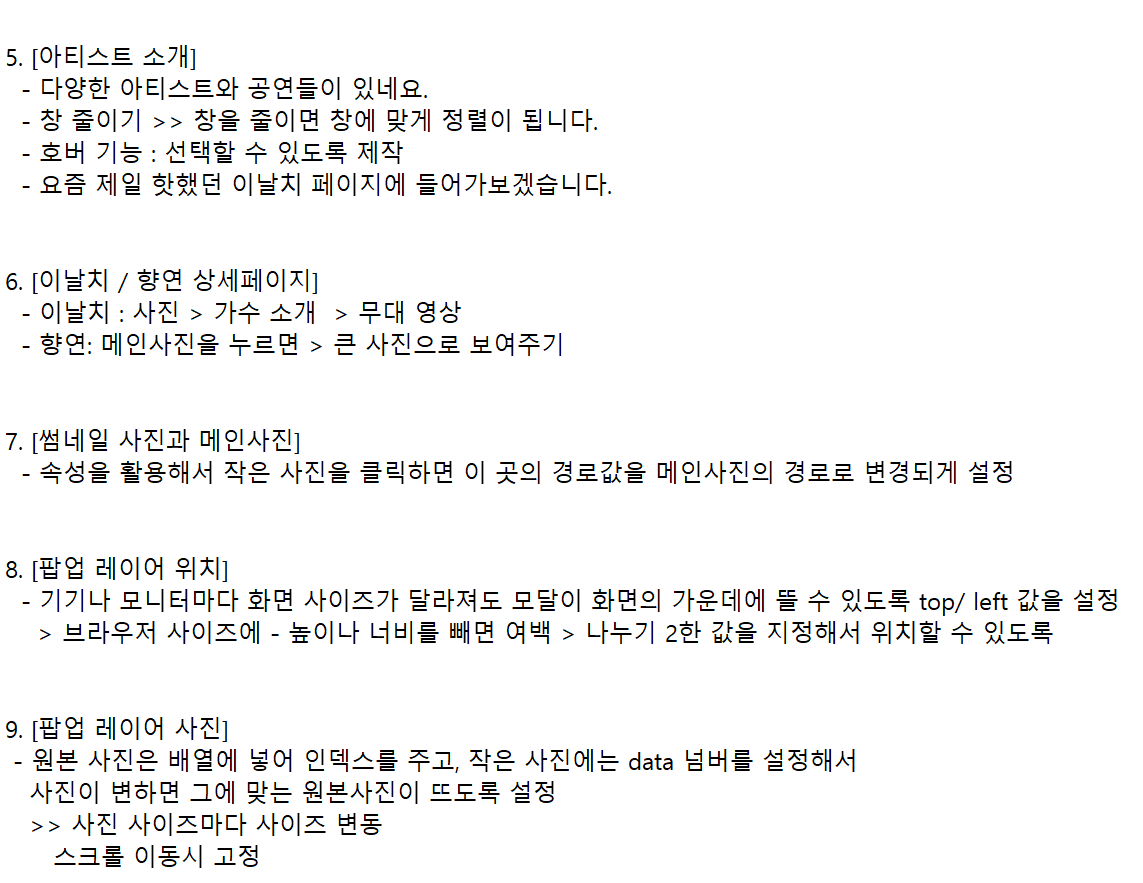 5. [아티스트 소개]
- 다양한 아티스트와 공연들이 있네요.
- 창 줄이기 >> 창을 줄이면 창에 맞게 정렬이 됩니다.
- 호버 기능 : 선택할 수 있도록 제작
- 요즘 제일 핫했던 이날치 페이지에 들어가보겠습니다.
6. [이날치 / 향연 상세페이지]
- 이날치 : 사진 > 가수 소개 > 무대 영상
- 향연: 메인사진을 누르면 > 큰 사진으로 보여주기
7. [썸네일 사진과 메인사진]
- 속성을 활용해서 작은 사진을 클릭하면 이 곳의 경로값을 메인사진의 경로로 변경되게 설정
8. [팝업 레이어 위치]
- 기기나 모니터마다 화면 사이즈가 달라져도 모달이 화면의 가운데에 뜰 수 있도록 top/ left 값을 설정
> 브라우저 사이즈에 - 높이나 너비를 빼면 여백 > 나누기 2한 값을 지정해서 위치할 수 있도록
9. [팝업 레이어 사진]
- 원본 사진은 배열에 넣어 인덱스를 주고, 작은 사진에는 data 넘버를 설정해서
사진이 변하면 그에 맞는 원본사진이 뜨도록 설정
>> 사진 사이즈마다 사이즈 변동
스크롤 이동시 고정